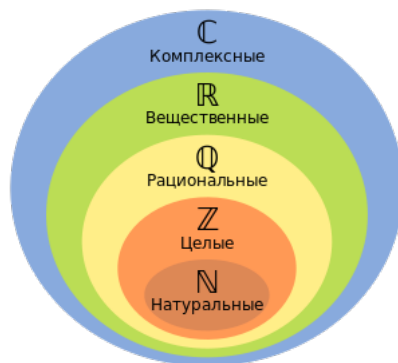 ℂ
Комплексные
ℝ
Вещественные
ℚ
Рациональные
ℤ
Целые
ℕ
Натуральные